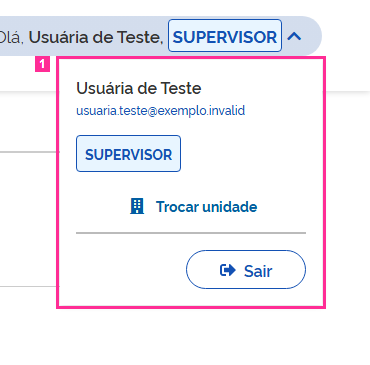 Olá, Usuária de Teste, SUPERVISOR
1
Usuária de Teste
usuaria.teste@exemplo.invalid
SUPERVISOR
Trocar unidade
Sair